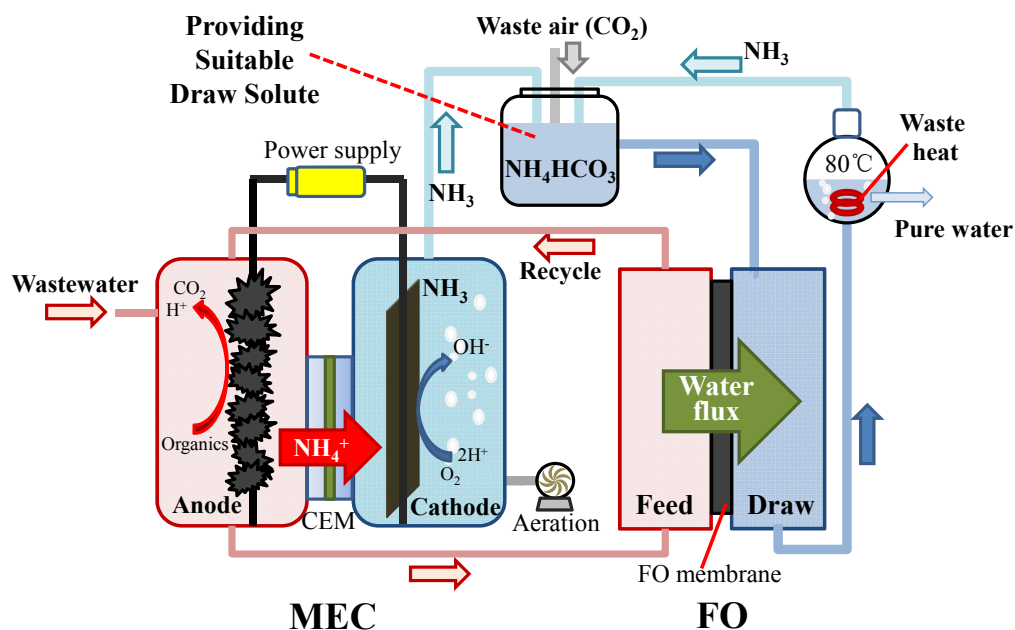 Providing
Suitable
Draw Solute
Waste air (CO₂)
NH₃
Waste
heat
80℃
NH₄HCO₃
Power supply
NH₃
Pure water
Recycle
Wastewater
CO₂
H⁺
NH₃
OH⁻
Water
flux
Organics
NH₄⁺
2H⁺
O₂
Anode
CEM
Cathode
Aeration
Feed
Draw
FO membrane
MEC
FO